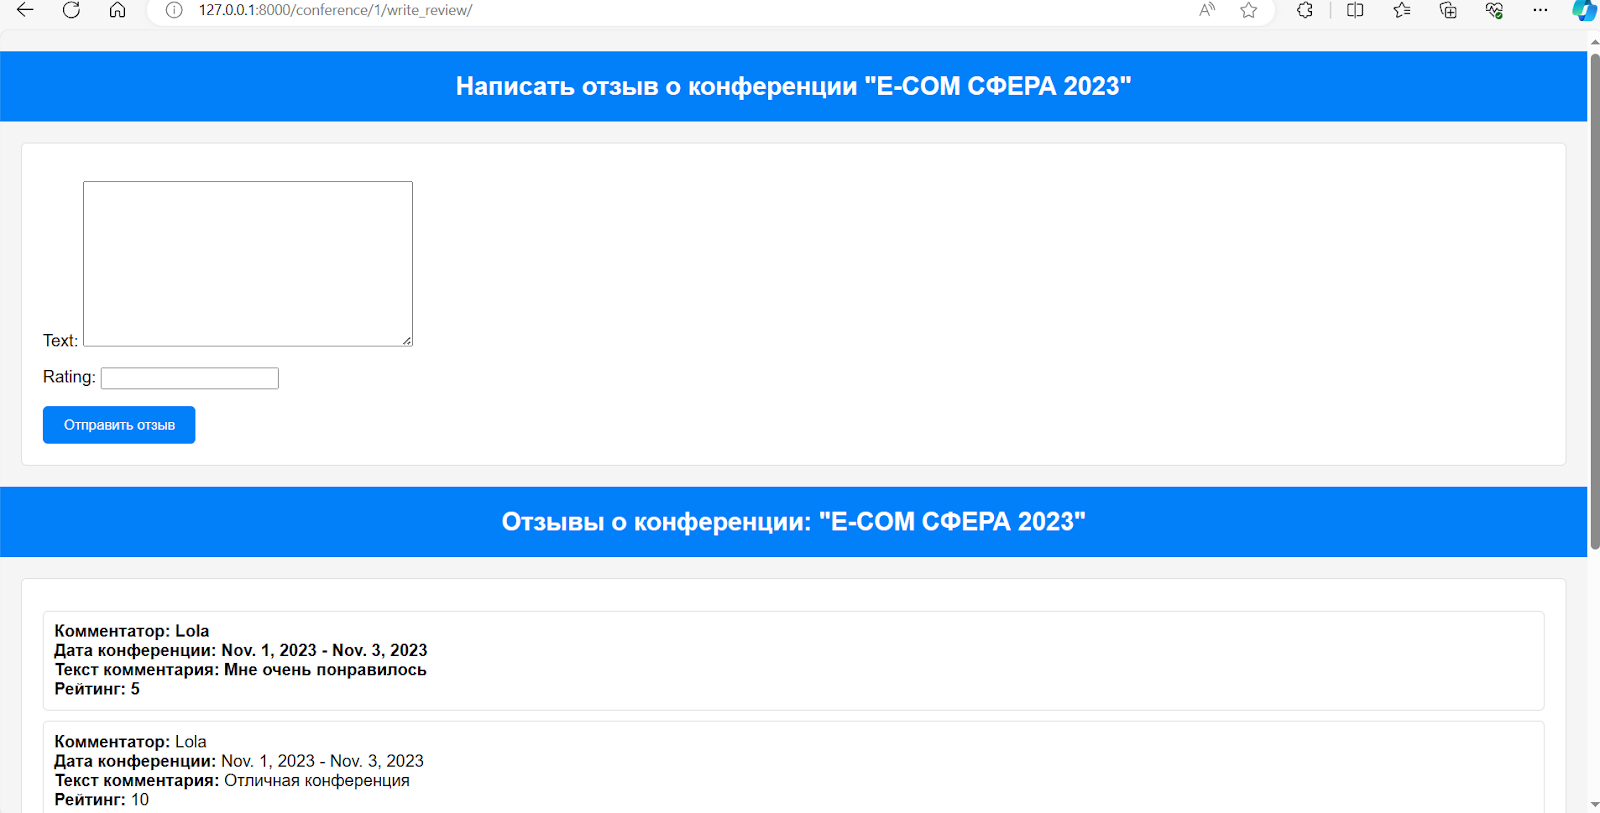 127.0.0.1:8000/conference/1/write_review/
Написать отзыв о конференции "E-COM СФЕРА 2023"
Text:
Rating:
Отправить отзыв
Отзывы о конференции: "E-COM СФЕРА 2023"
Комментатор: Lola
Дата конференции: Nov. 1, 2023 - Nov. 3, 2023
Текст комментария: Мне очень понравилось
Рейтинг: 5
Комментатор: Lola
Дата конференции: Nov. 1, 2023 - Nov. 3, 2023
Текст комментария: Отличная конференция
Рейтинг: 10